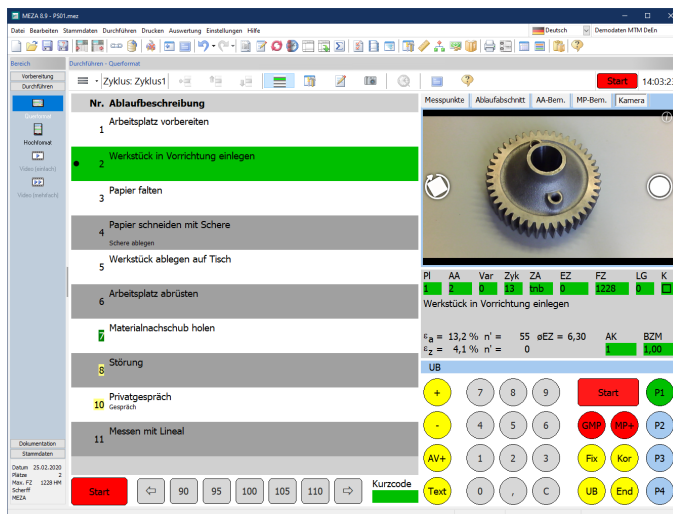 MEZA 0.9 - PS01.mez
Datei Bearbeiten Stammdaten Durchführen Drucken Auswertung Einstellungen Hilfe
Deutsch Demodaten MTM DeEn
Bereich
Durchführen - Querformat
Vorbereitung
Durchführen
Querfomat
Hochfomat
Video (einfach)
Video (mehrfach)
Dokumentation
Stammdaten
Datum 25.02.2020
Plätze 2
Max. FZ 1228 HM
Scherff
MEZA
Zyklus: Zyklus1
Start 14:03:23
Nr. Ablaufbeschreibung
1 Arbeitsplatz vorbereiten
2 Werkstück in Vorrichtung einlegen
3 Papier falten
4 Papier schneiden mit Schere
Schere ablegen
5 Werkstück ablegen auf Tisch
6 Arbeitsplatz abrüsten
7 Materialnachschub holen
8 Störung
10 Privatgespräch
Gespräch
11 Messen mit Lineal
Start 90 95 100 105 110 Kurzcode
Messpunkte Ablaufabschnitt AA-Bem. MP-Bem. Kamera
Pl AA Var Zyk ZA EZ FZ LG K
1 2 0 13 tnb 0 1228 0
Werkstück in Vorrichtung einlegen
εa = 13,2 % n' = 55 øEZ = 6,30 AK BZM
εz = 4,1 % n' = 0 1 1,00
UB
+ 7 8 9 Start P1
- 4 5 6 GMP MP+ P2
AV+ 1 2 3 Fix Kor P3
Text 0 , C UB End P4